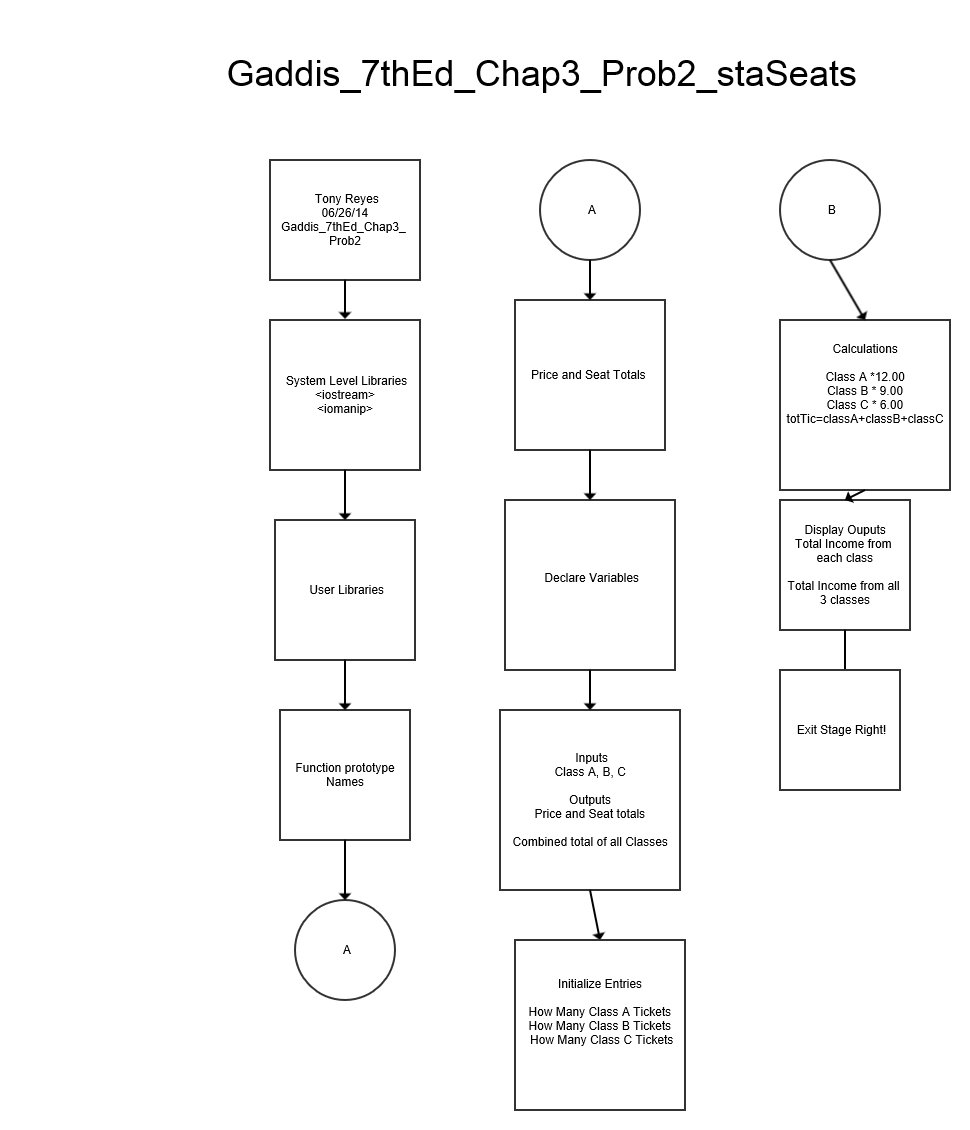 Gaddis_7thEd_Chap3_Prob2_staSeats
Tony Reyes
06/26/14
Gaddis_7thEd_Chap3_
Prob2
System Level Libraries
<iostream>
<iomanip>
User Libraries
Function prototype
Names
A
A
Price and Seat Totals
Declare Variables
Inputs
Class A, B, C
Outputs
Price and Seat totals
Combined total of all Classes
Initialize Entries
How Many Class A Tickets
How Many Class B Tickets
How Many Class C Tickets
B
Calculations
Class A *12.00
Class B * 9.00
Class C * 6.00
totTic=classA+classB+classC
Display Ouputs
Total Income from
each class
Total Income from all
3 classes
Exit Stage Right!